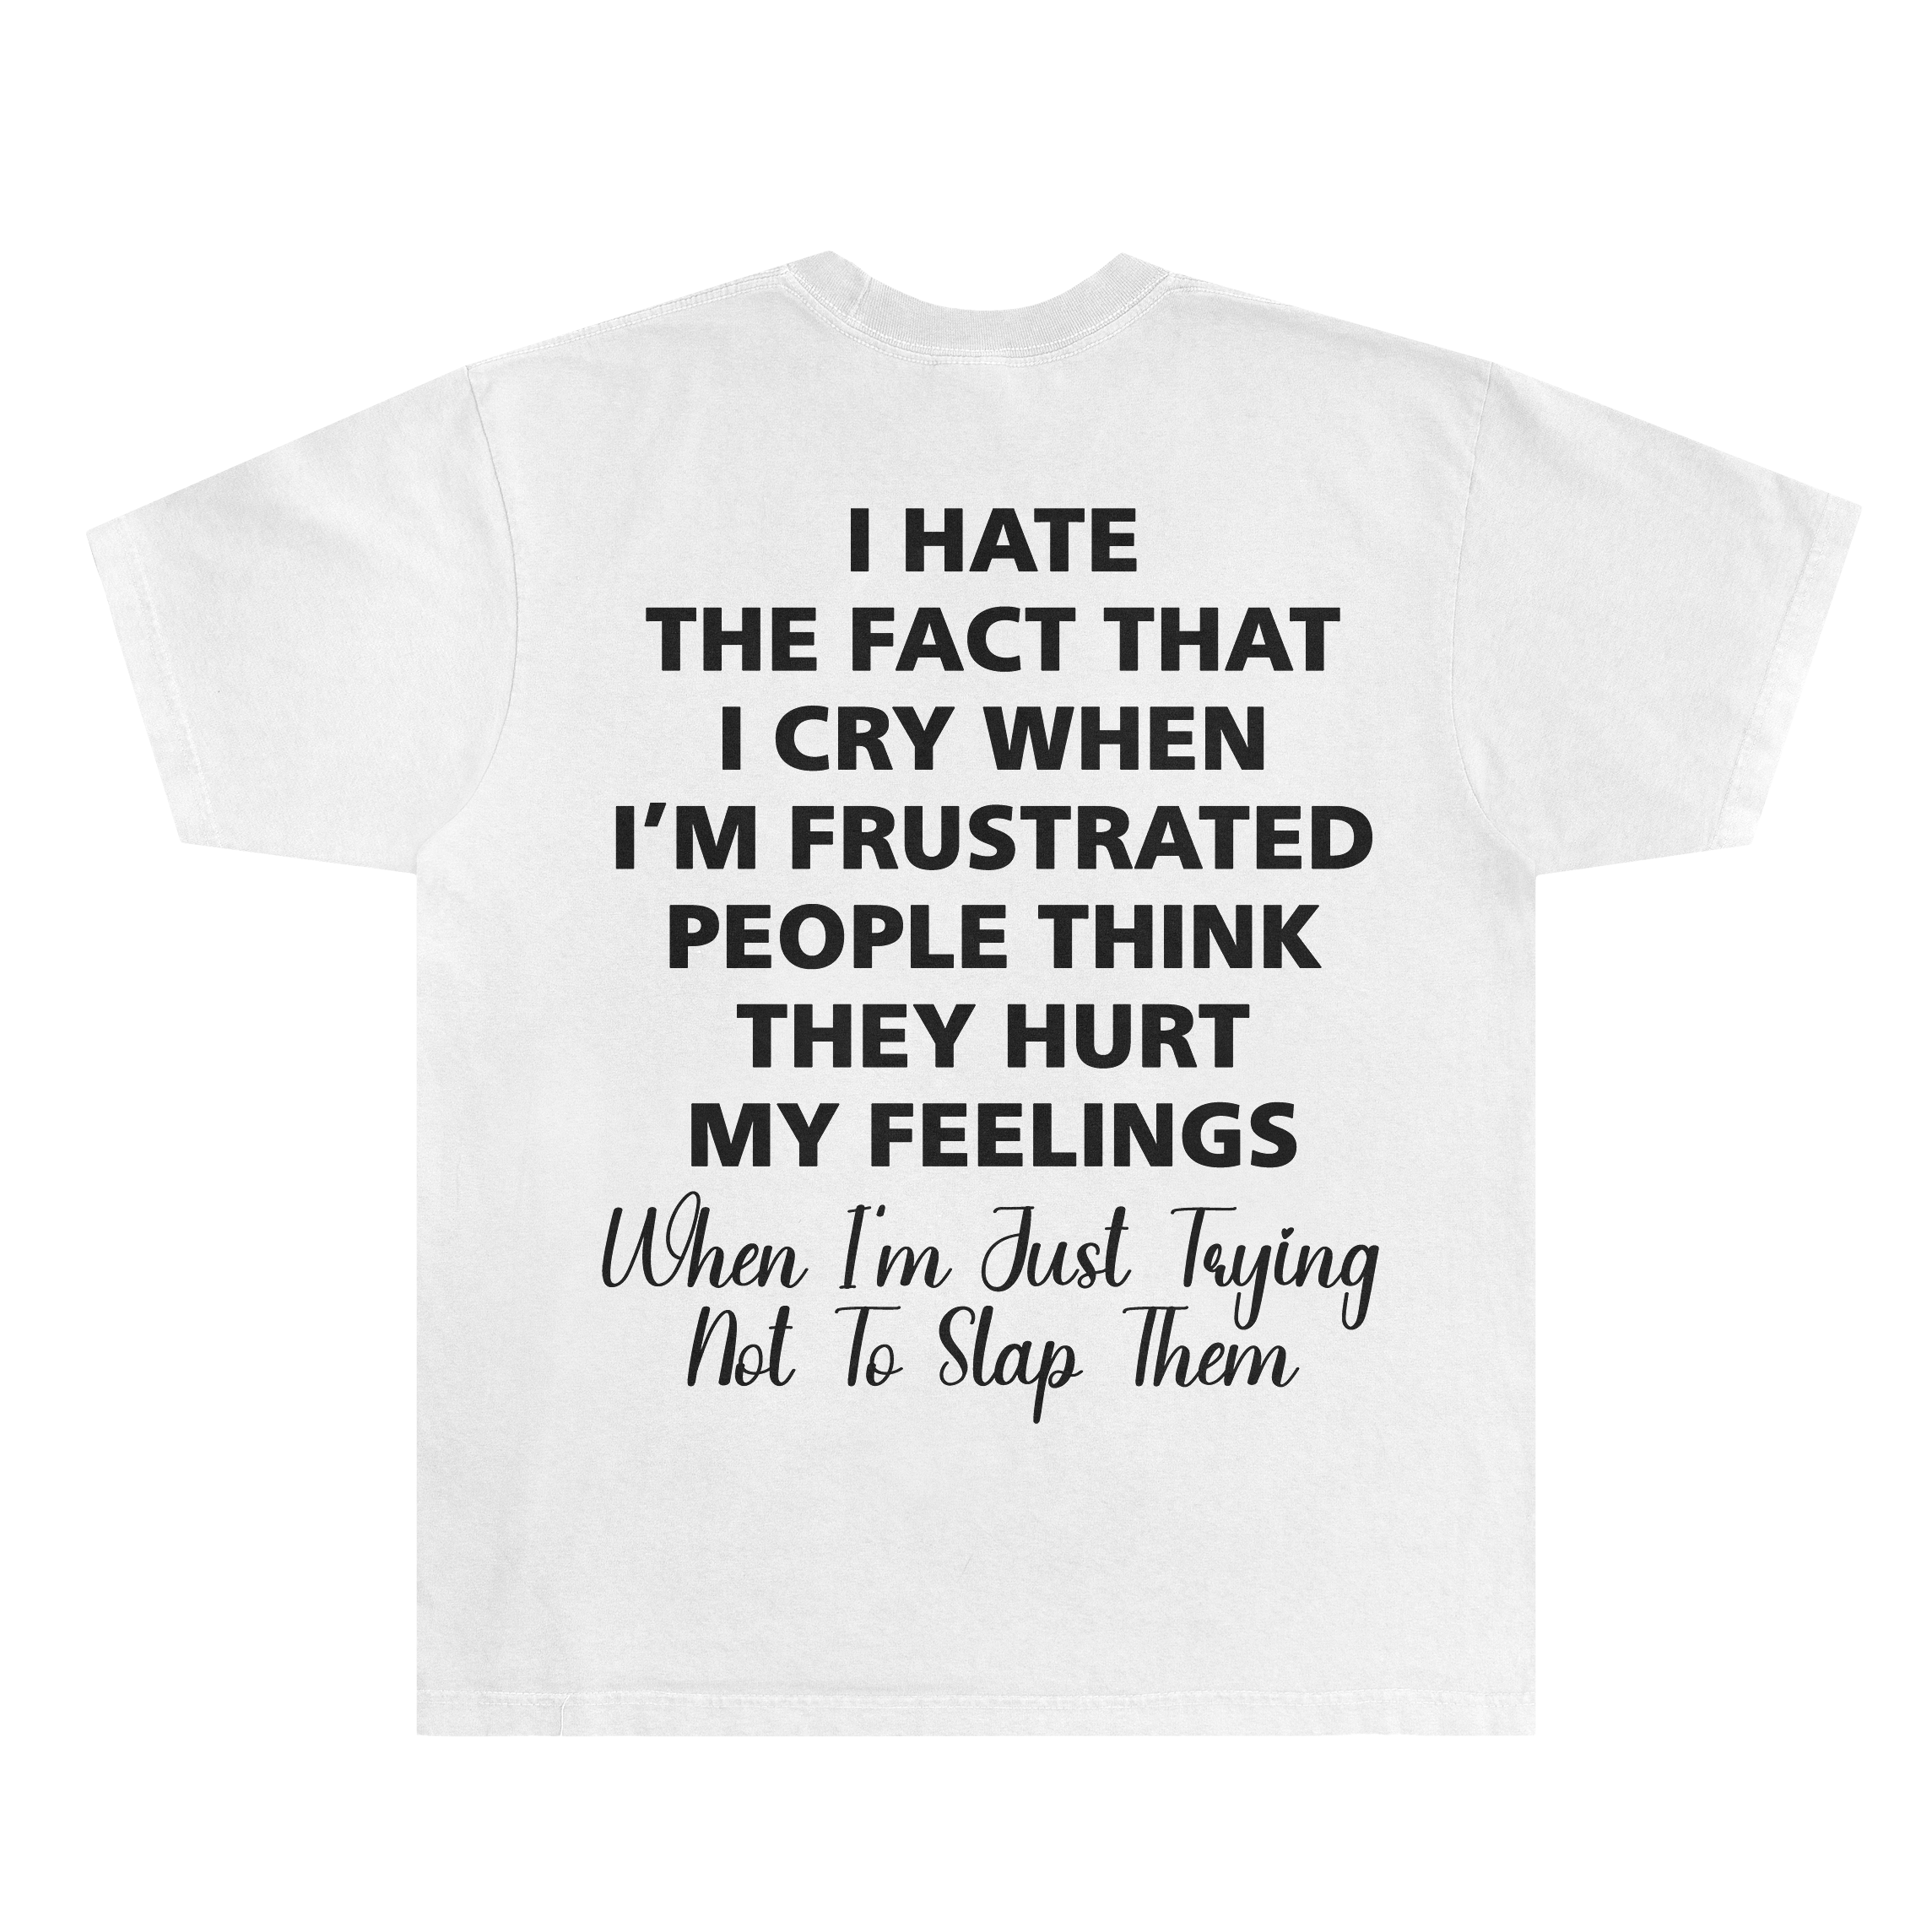 I HATE
THE FACT THAT
I CRY WHEN
I’M FRUSTRATED
PEOPLE THINK
THEY HURT
MY FEELINGS
When I'm Just Trying
Not To Slap Them